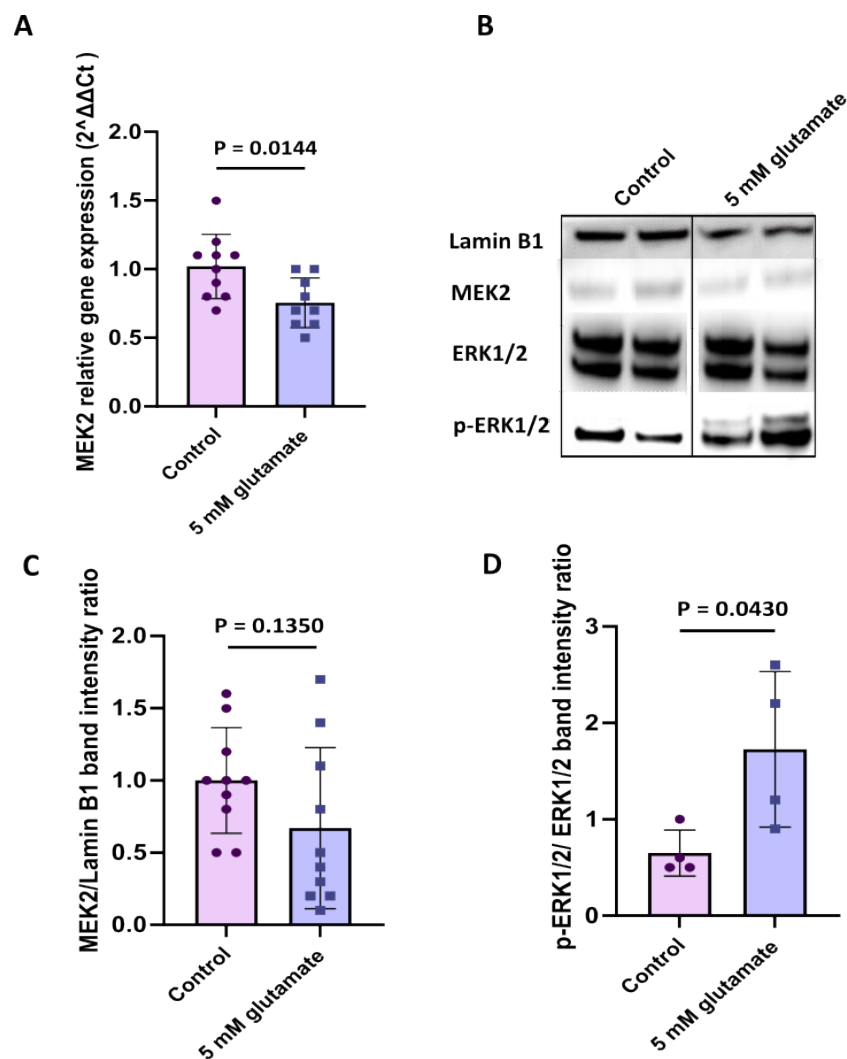 A
MEK2 relative gene expression (2^ΔΔCt )
2.0
1.5
1.0
0.5
0.0
P = 0.0144
Control
5 mM glutamate
B
Control
5 mM glutamate
Lamin B1
MEK2
ERK1/2
p-ERK1/2
C
MEK2/Lamin B1 band intensity ratio
2.0
1.5
1.0
0.5
0.0
P = 0.1350
Control
5 mM glutamate
D
p-ERK1/2/ ERK1/2 band intensity ratio
3
2
1
0
P = 0.0430
Control
5 mM glutamate